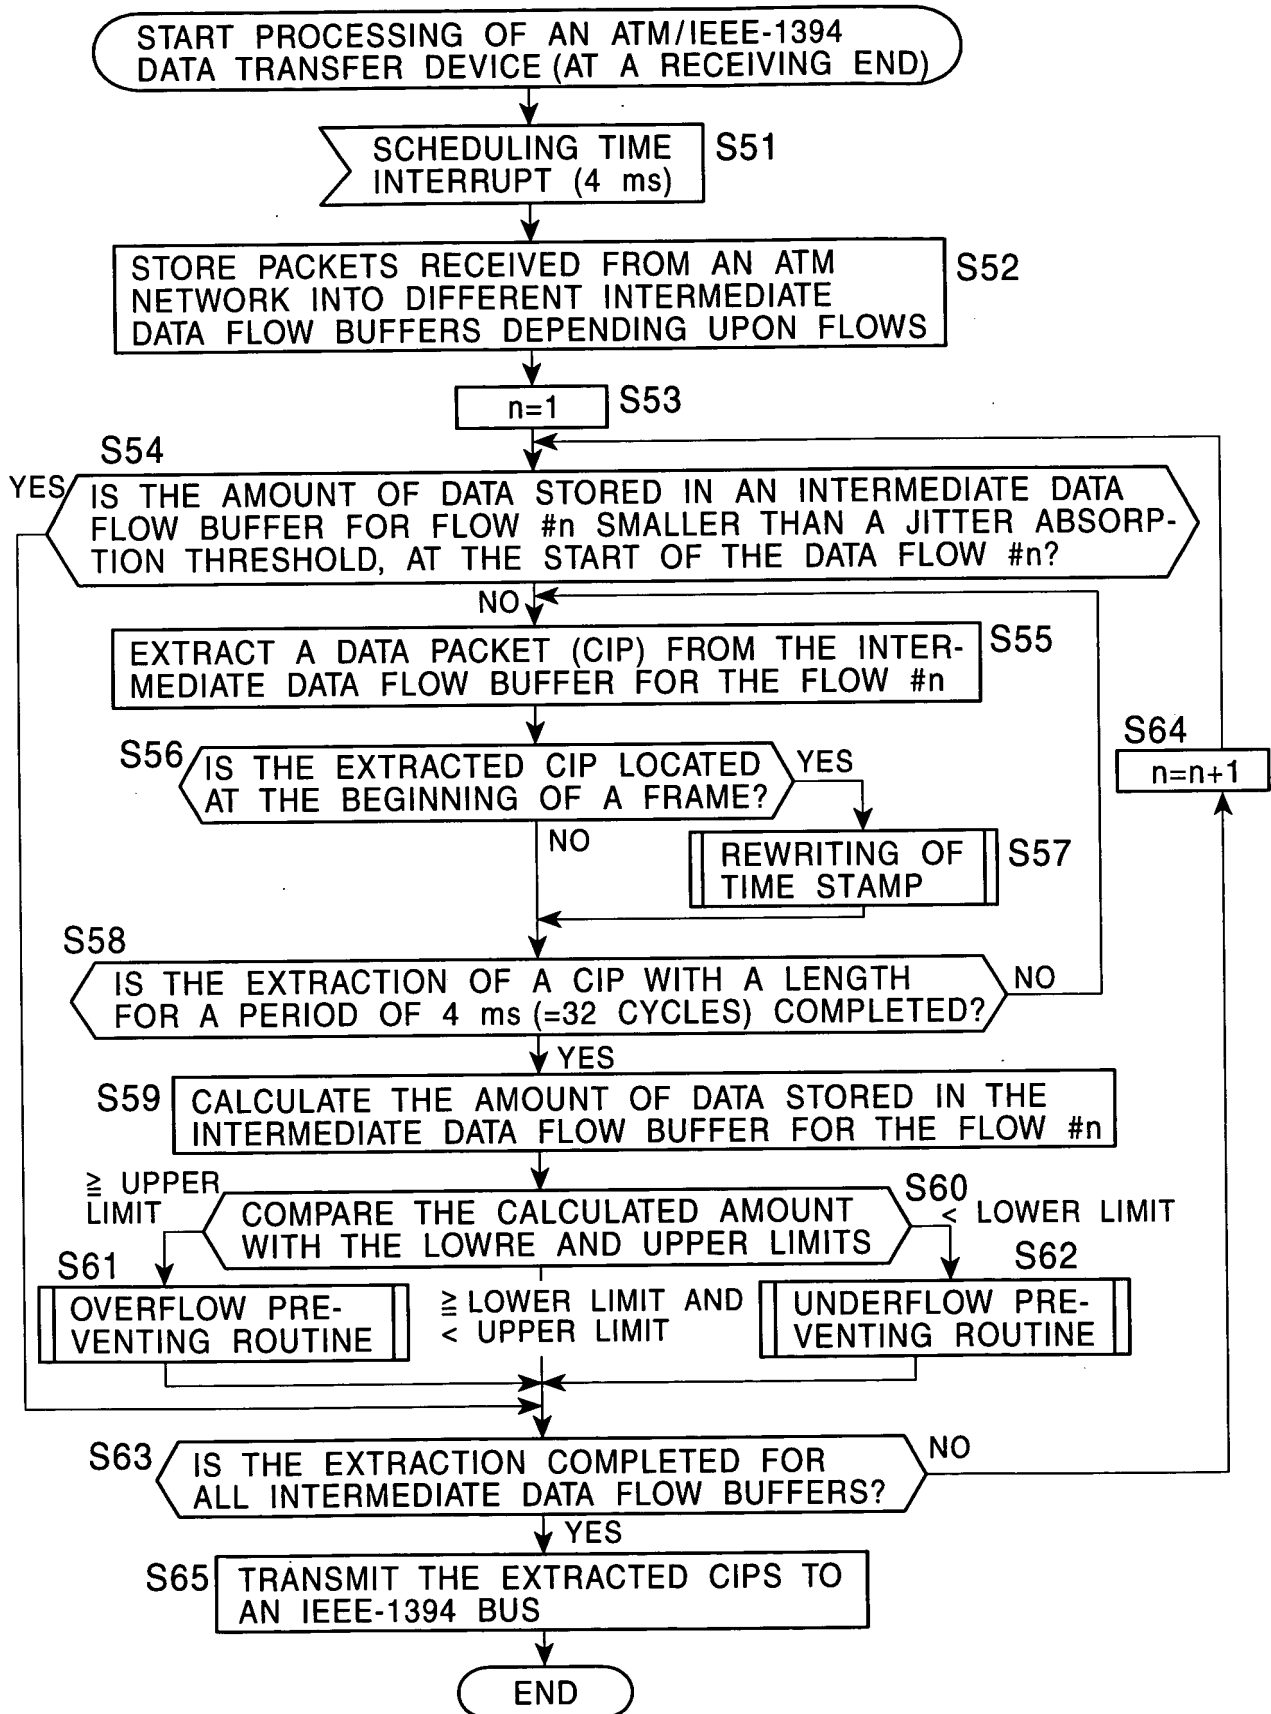 START PROCESSING OF AN ATM/IEEE-1394
DATA TRANSFER DEVICE (AT A RECEIVING END)
SCHEDULING TIME
INTERRUPT (4 ms)
S51
STORE PACKETS RECEIVED FROM AN ATM
NETWORK INTO DIFFERENT INTERMEDIATE
DATA FLOW BUFFERS DEPENDING UPON FLOWS
S52
n=1
S53
S54
YES
IS THE AMOUNT OF DATA STORED IN AN INTERMEDIATE DATA
FLOW BUFFER FOR FLOW #n SMALLER THAN A JITTER ABSORP-
TION THRESHOLD, AT THE START OF THE DATA FLOW #n?
NO
EXTRACT A DATA PACKET (CIP) FROM THE INTER-
MEDIATE DATA FLOW BUFFER FOR THE FLOW #n
S55
S56
IS THE EXTRACTED CIP LOCATED
AT THE BEGINNING OF A FRAME?
YES
NO
S64
n=n+1
REWRITING OF
TIME STAMP
S57
S58
IS THE EXTRACTION OF A CIP WITH A LENGTH
FOR A PERIOD OF 4 ms (=32 CYCLES) COMPLETED?
NO
YES
S59
CALCULATE THE AMOUNT OF DATA STORED IN THE
INTERMEDIATE DATA FLOW BUFFER FOR THE FLOW #n
≧ UPPER
LIMIT
COMPARE THE CALCULATED AMOUNT
WITH THE LOWRE AND UPPER LIMITS
S60
< LOWER LIMIT
S61
OVERFLOW PRE-
VENTING ROUTINE
≧ LOWER LIMIT AND
< UPPER LIMIT
S62
UNDERFLOW PRE-
VENTING ROUTINE
S63
IS THE EXTRACTION COMPLETED FOR
ALL INTERMEDIATE DATA FLOW BUFFERS?
NO
YES
S65
TRANSMIT THE EXTRACTED CIPS TO
AN IEEE-1394 BUS
END